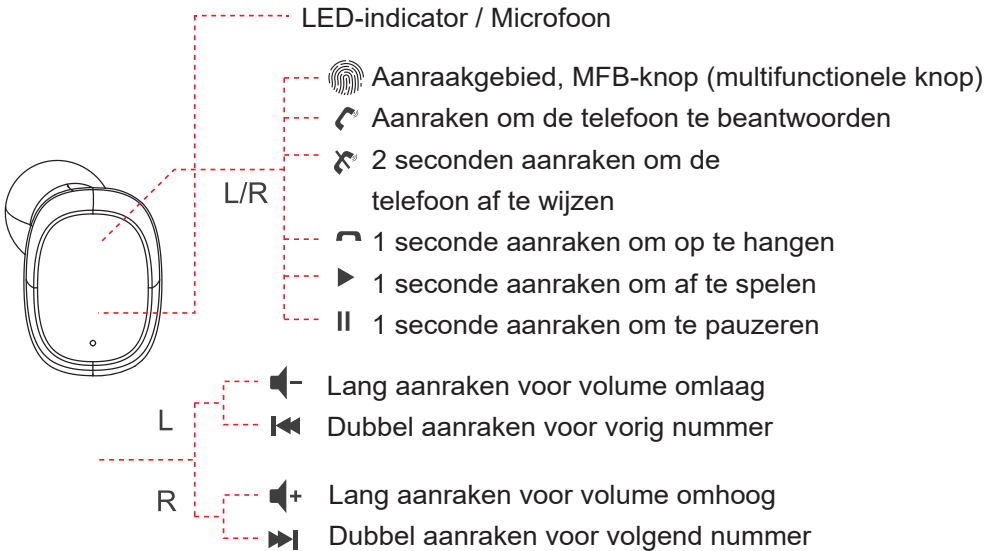 LED-indicator / Microfoon
Aanraakgebied, MFB-knop (multifunctionele knop)
Aanraken om de telefoon te beantwoorden
2 seconden aanraken om de
telefoon af te wijzen
L/R
1 seconde aanraken om op te hangen
1 seconde aanraken om af te spelen
1 seconde aanraken om te pauzeren
L
Lang aanraken voor volume omlaag
Dubbel aanraken voor vorig nummer
R
Lang aanraken voor volume omhoog
Dubbel aanraken voor volgend nummer